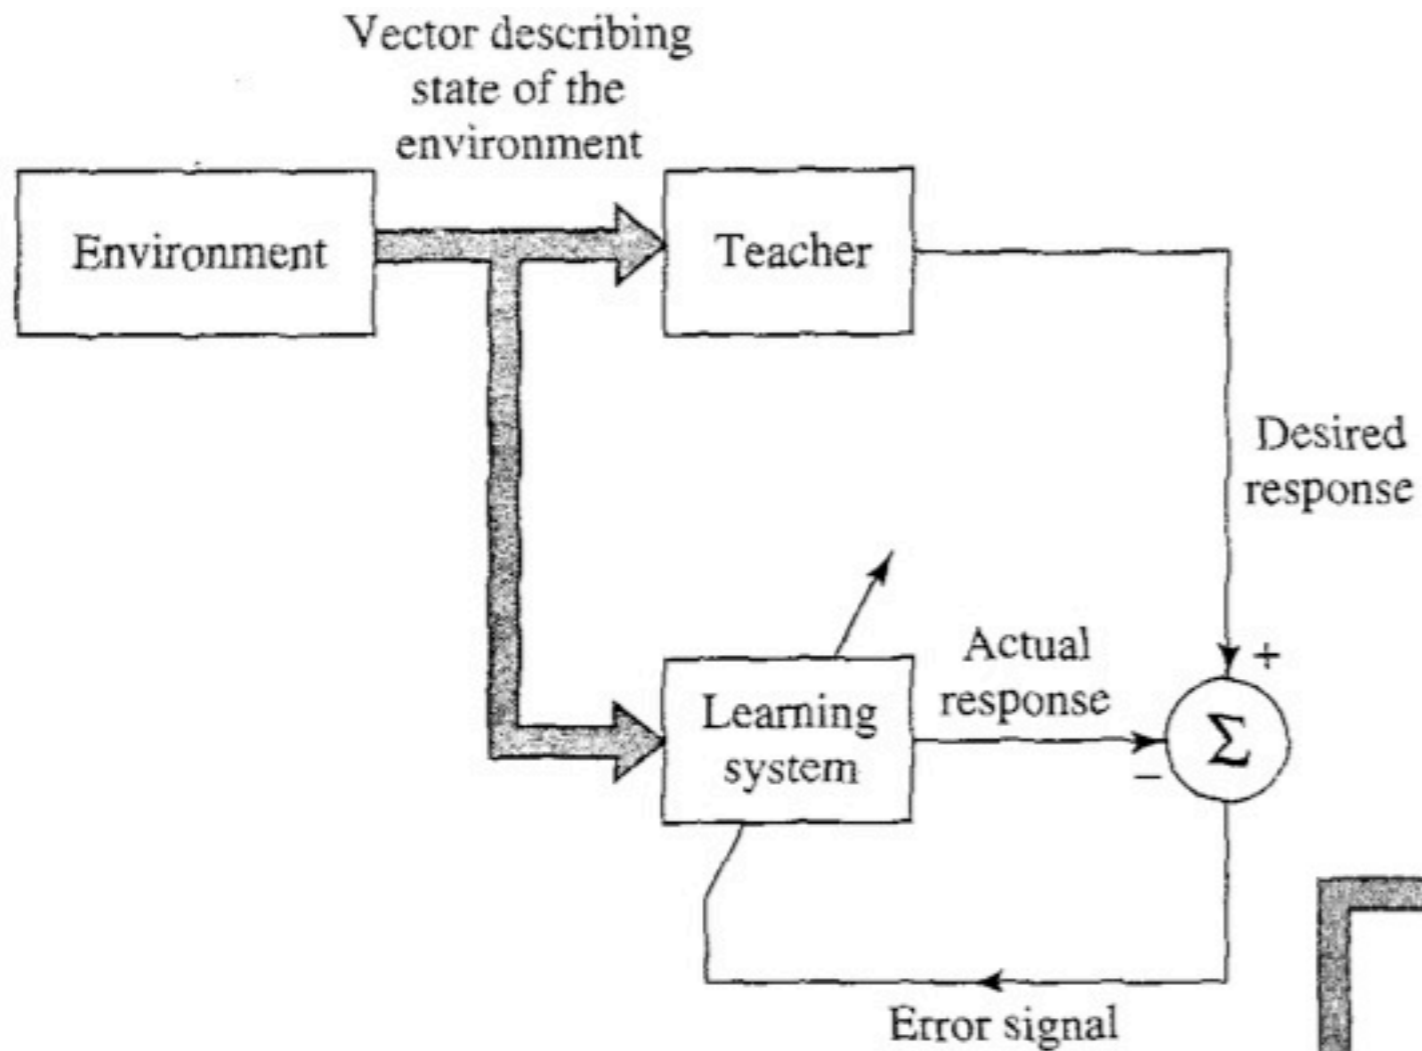 Vector describing
state of the
environment
Environment
Teacher
Desired
response
Learning
system
Actual
response
+
−
Σ
Error signal